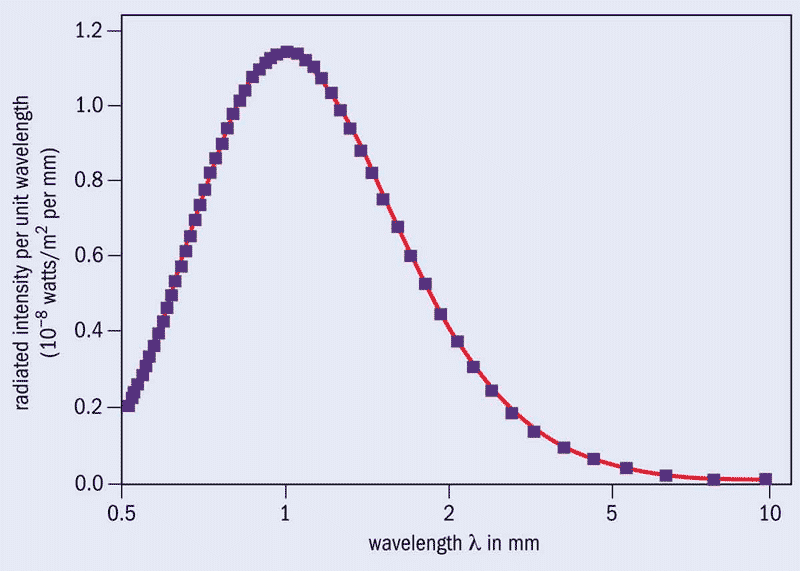 radiated intensity per unit wavelength
(10⁻⁸ watts/m² per mm)
1.2
1.0
0.8
0.6
0.4
0.2
0.0
0.5 1 2 5 10
wavelength λ in mm